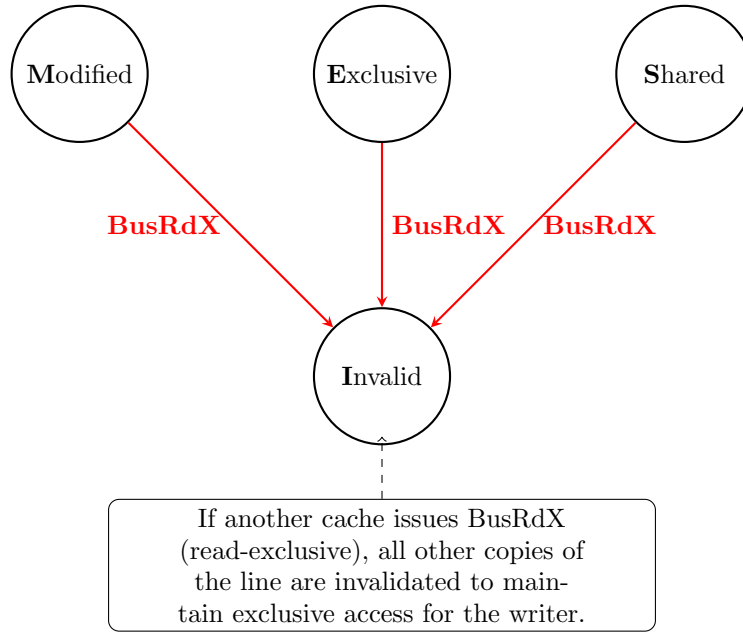 Modified
Exclusive
Shared
BusRdX
BusRdX
BusRdX
Invalid
If another cache issues BusRdX
(read-exclusive), all other copies of
the line are invalidated to main-
tain exclusive access for the writer.